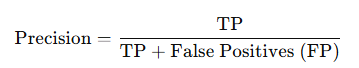 Precision = TP / TP + False Positives (FP)